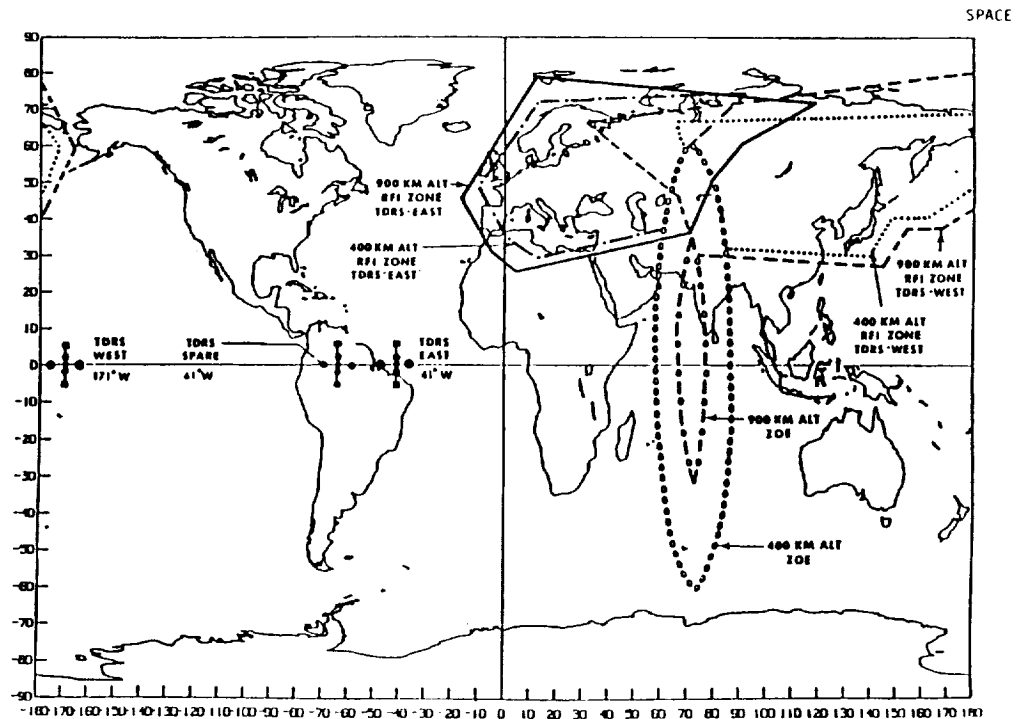 SPACE
90
80
70
60
50
40
30
20
10
0
-10
-20
-30
-40
-50
-60
-70
-80
-90
900 KM ALT
RFI ZONE
TDRS-EAST
400 KM ALT
RFI ZONE
TDRS-EAST
900 KM ALT
RFI ZONE
TDRS-WEST
400 KM ALT
RFI ZONE
TDRS-WEST
TDRS
WEST
171° W
TDRS
SPARE
61° W
TDRS
EAST
41° W
900 KM ALT
ZOE
400 KM ALT
ZOE
-180 -170 -160 -150 -140 -130 -120 -110 -100 -90 -80 -70 -60 -50 -40 -30 -20 -10 0 10 20 30 40 50 60 70 80 90 100 110 120 130 140 150 160 170 180